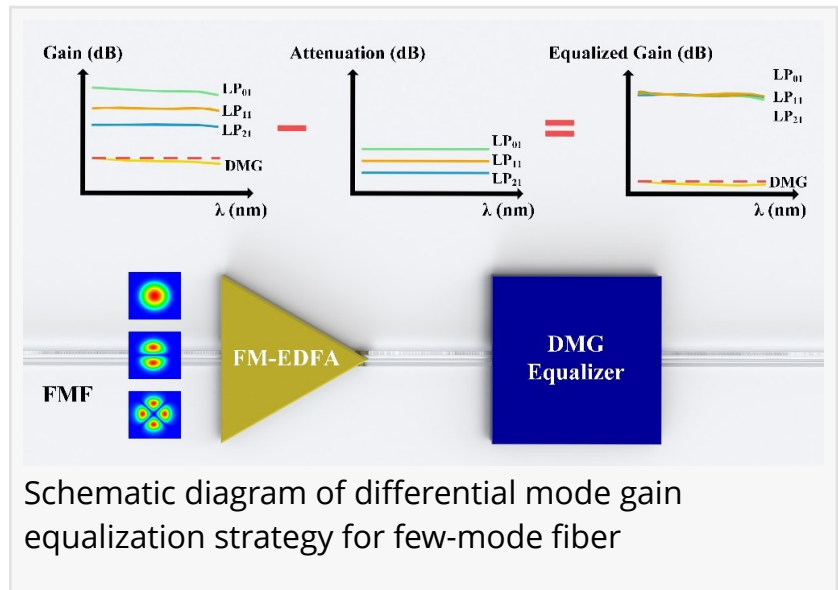 Gain (dB)
Attenuation (dB)
Equalized Gain (dB)
LP₀₁
LP₁₁
LP₂₁
DMG
λ (nm)
LP₀₁
LP₁₁
LP₂₁
λ (nm)
LP₀₁
LP₁₁
LP₂₁
DMG
λ (nm)
FMF
FM-EDFA
DMG
Equalizer
Schematic diagram of differential mode gain
equalization strategy for few-mode fiber